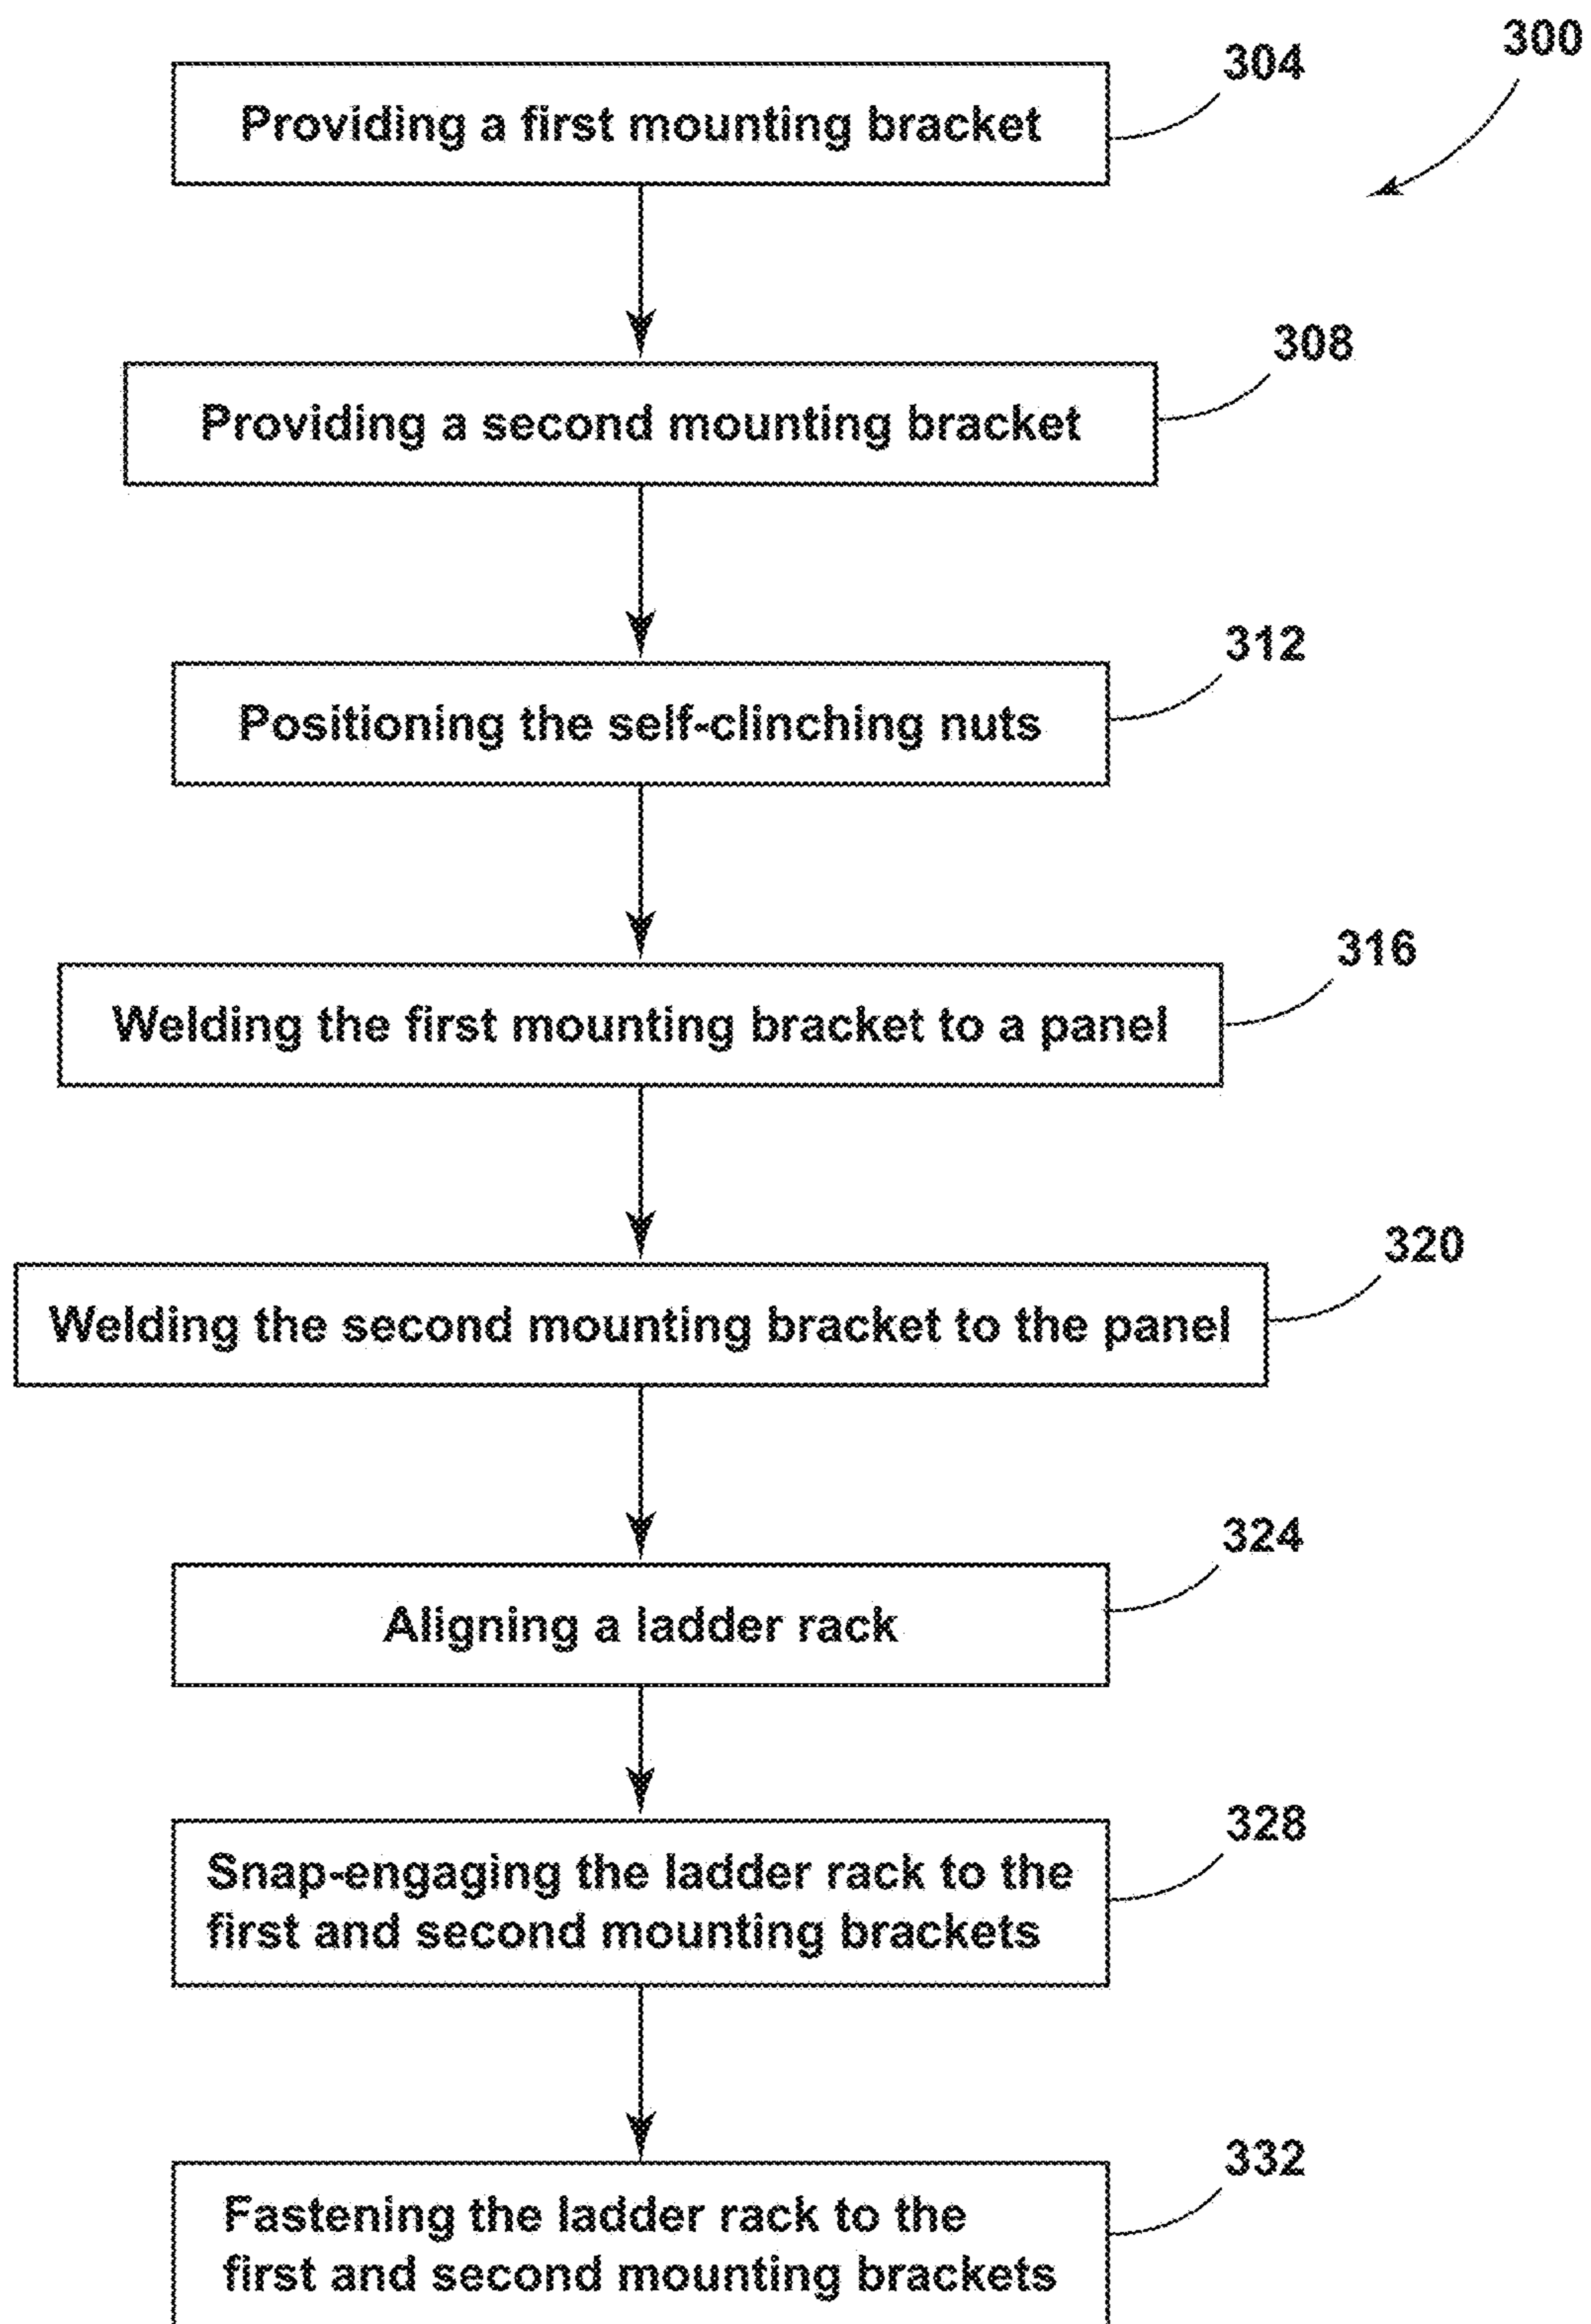 300
304
Providing a first mounting bracket
308
Providing a second mounting bracket
312
Positioning the self-clinching nuts
316
Welding the first mounting bracket to a panel
320
Welding the second mounting bracket to the panel
324
Aligning a ladder rack
328
Snap-engaging the ladder rack to the
first and second mounting brackets
332
Fastening the ladder rack to the
first and second mounting brackets